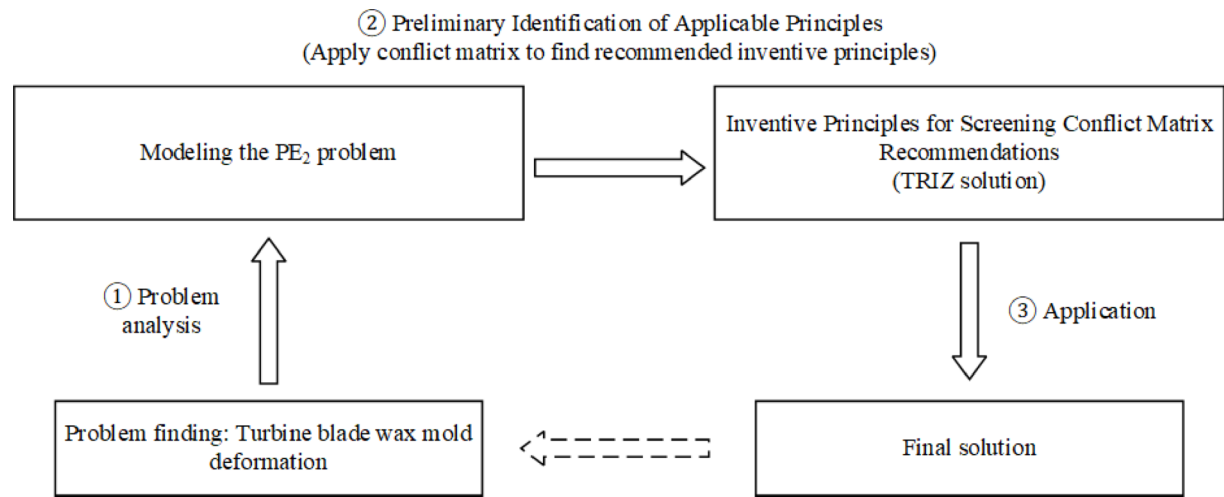 ② Preliminary Identification of Applicable Principles
(Apply conflict matrix to find recommended inventive principles)
Modeling the PE₂ problem
Inventive Principles for Screening Conflict Matrix
Recommendations
(TRIZ solution)
① Problem
analysis
③ Application
Problem finding: Turbine blade wax mold
deformation
Final solution